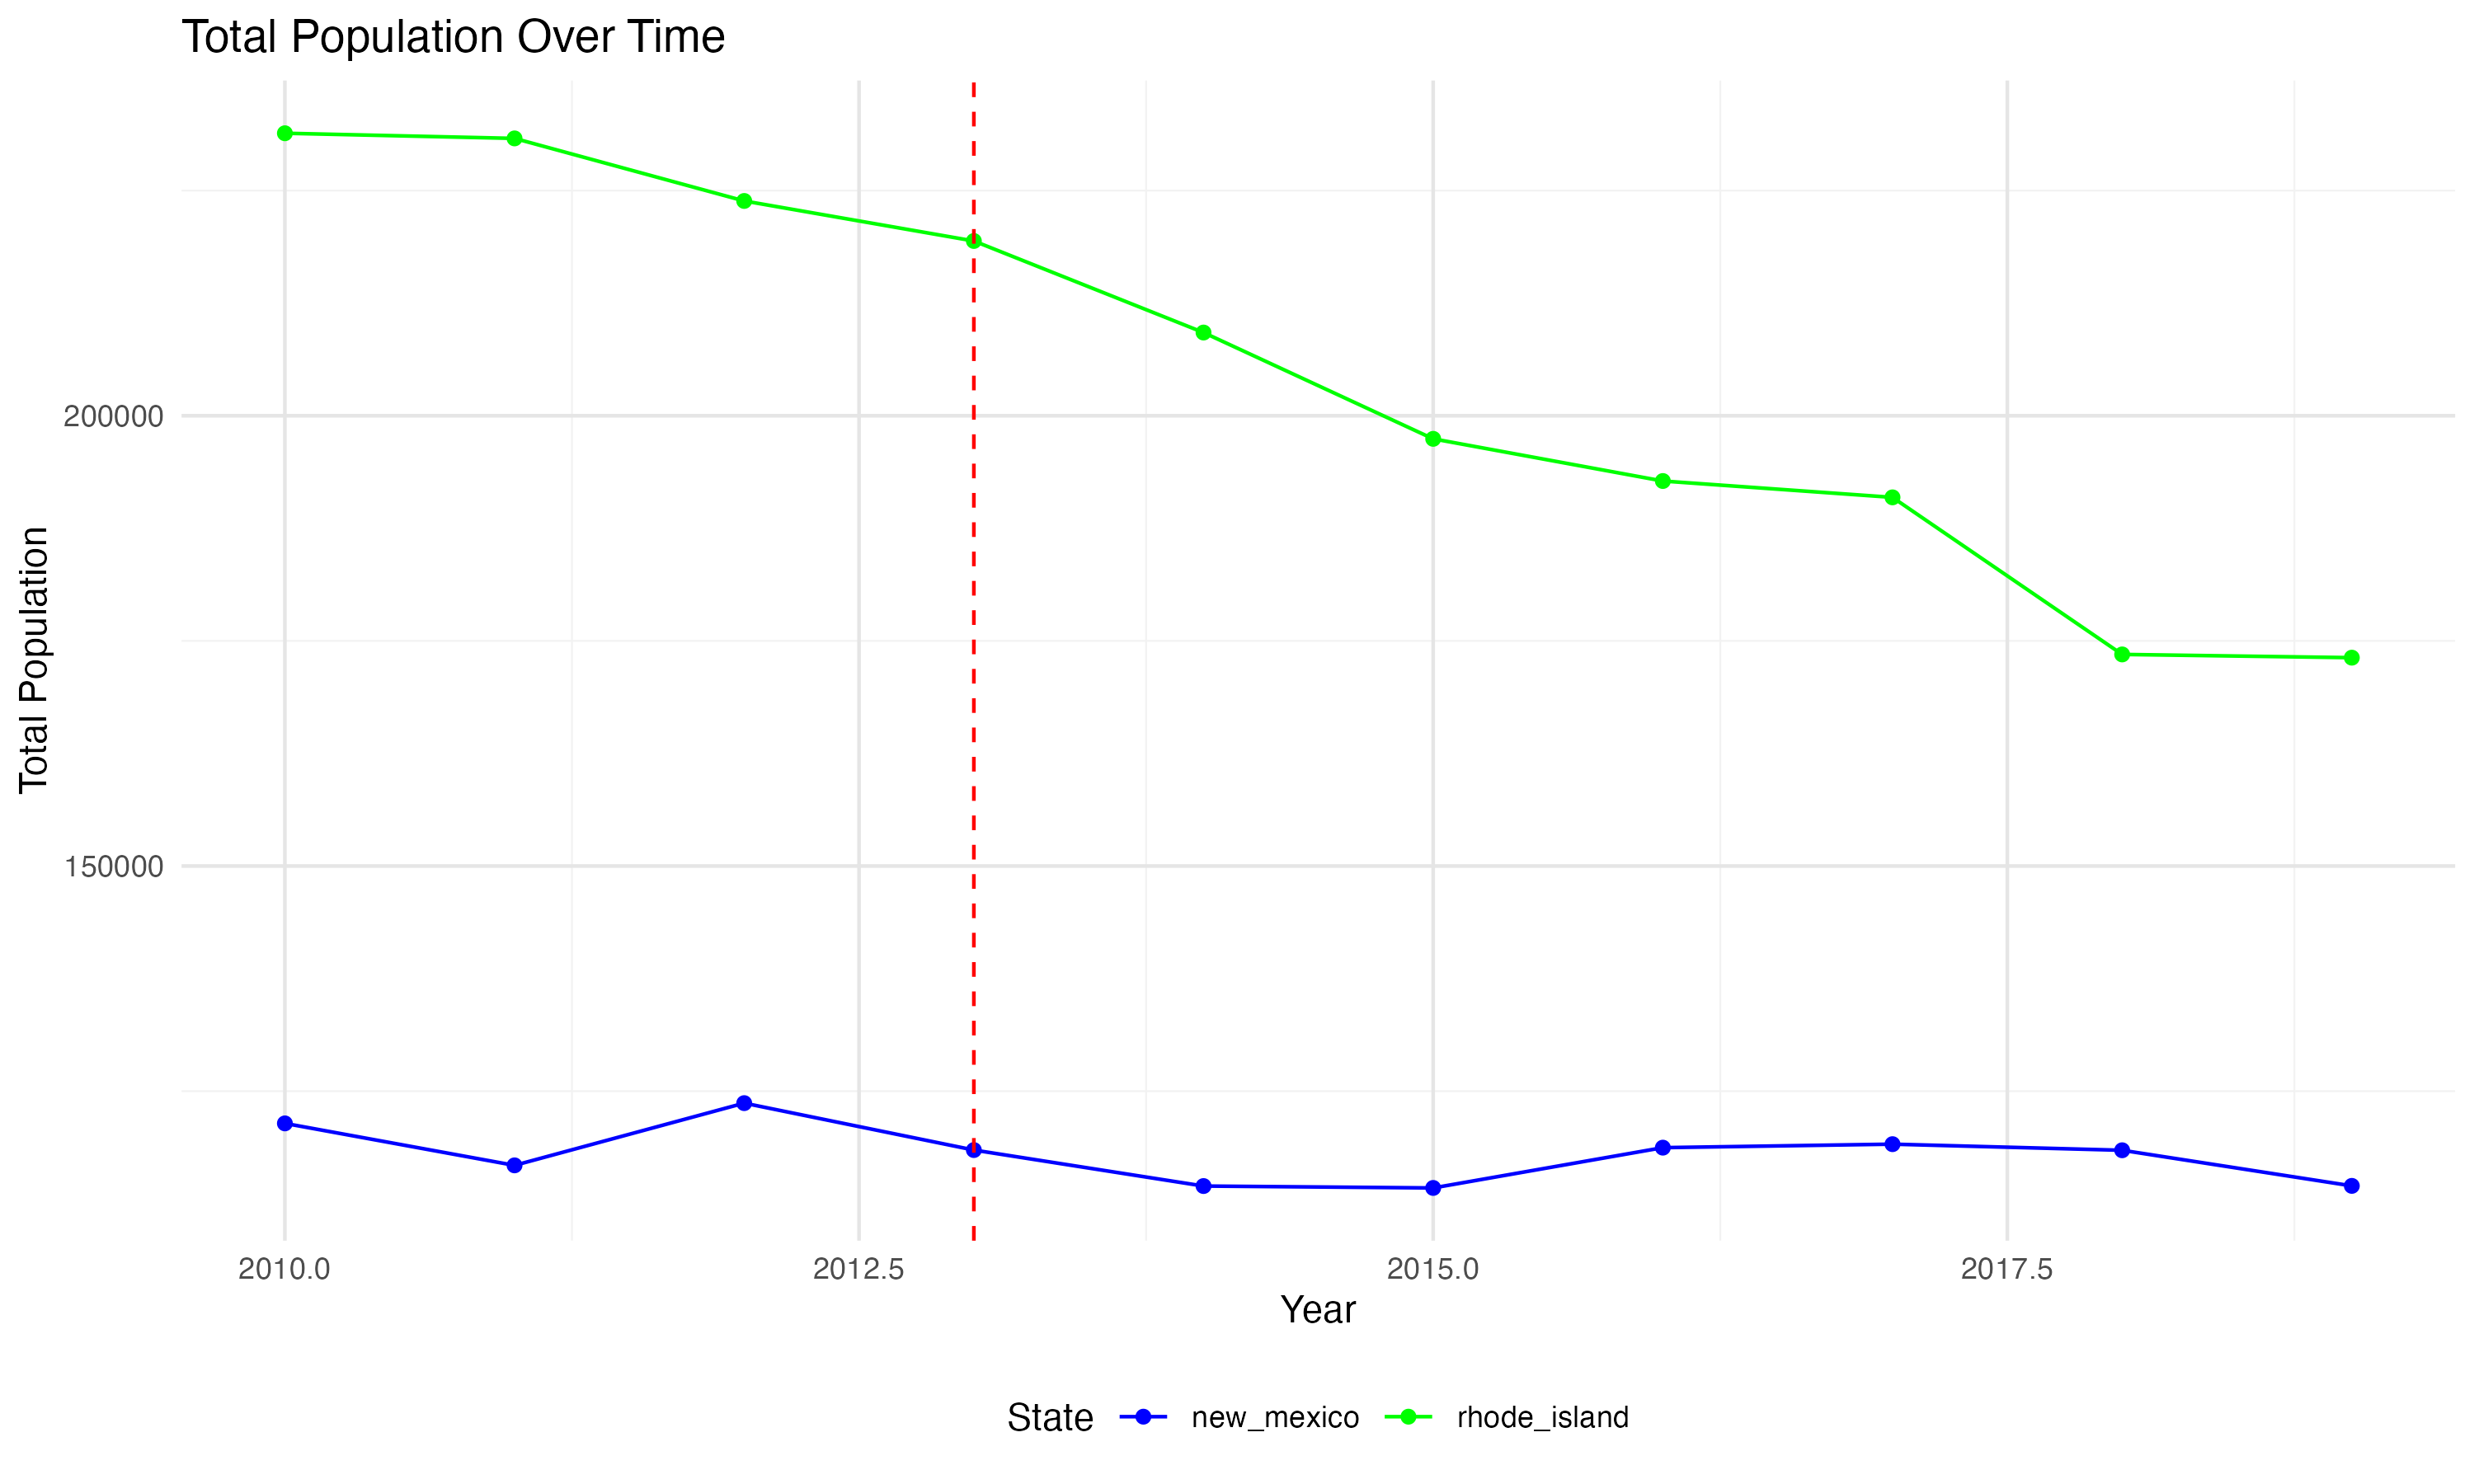 Total Population Over Time
Total Population
200000
150000
2010.0
2012.5
2015.0
2017.5
Year
State new_mexico rhode_island